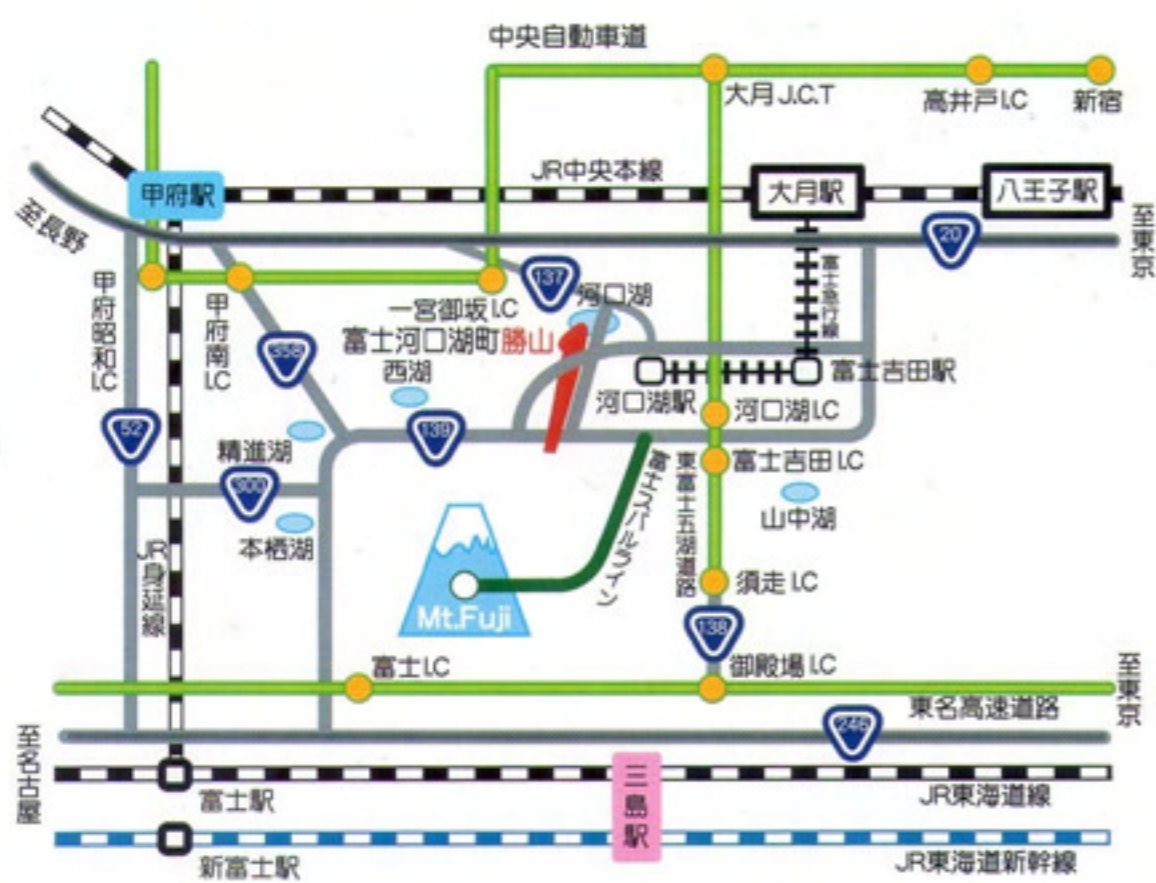 中央自動車道
大月J.C.T
高井戸I.C
新宿
JR中央本線
甲府駅
大月駅
八王子駅
至長野
至東京
20
富士急行線
甲府昭和I.C
甲府南I.C
一宮御坂I.C
137
河口湖
富士河口湖町勝山
358
西湖
河口湖駅
富士吉田駅
河口湖I.C
52
139
精進湖
富士吉田I.C
300
東富士五湖道路
富士スバルライン
山中湖
本栖湖
JR身延線
須走I.C
Mt.Fuji
138
富士I.C
御殿場I.C
至東京
東名高速道路
246
至名古屋
三島駅
富士駅
JR東海道線
新富士駅
JR東海道新幹線